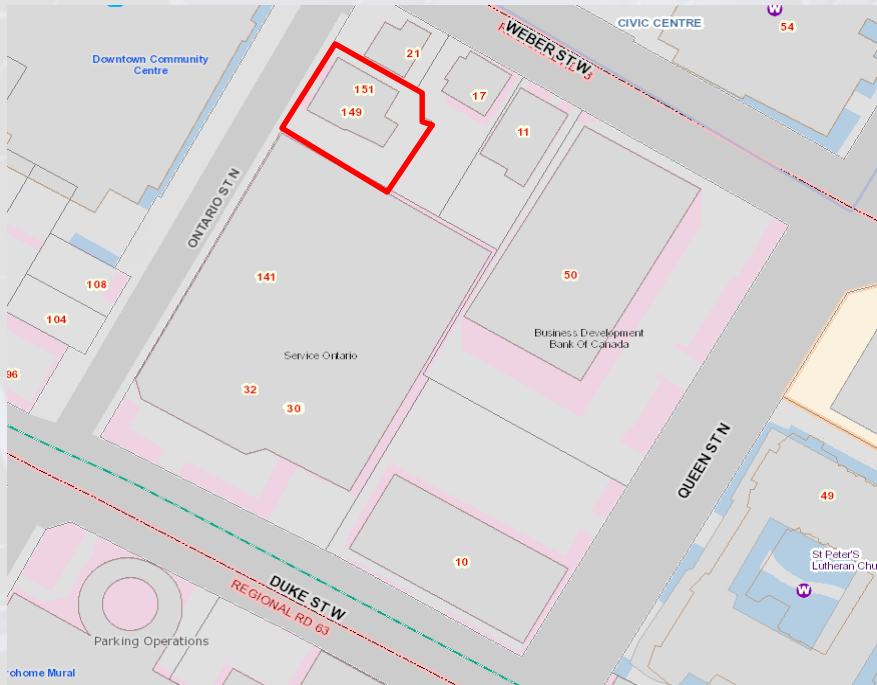 CIVIC CENTRE
W
54
WEBER ST W
21
Downtown Community
Centre
151
149
17
11
ONTARIO ST N
108
141
50
104
Business Development
Bank Of Canada
Service Ontario
96
32
30
QUEEN ST N
49
10
St Peter'S
Lutheran Chu
W
DUKE ST W
REGIONAL RD 63
Parking Operations
rohome Mural